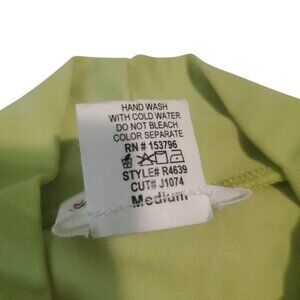 HAND WASH
WITH COLD WATER
DO NOT BLEACH
COLOR SEPARATE
RN # 153796
STYLE# R4639
CUT# J1074
Medium